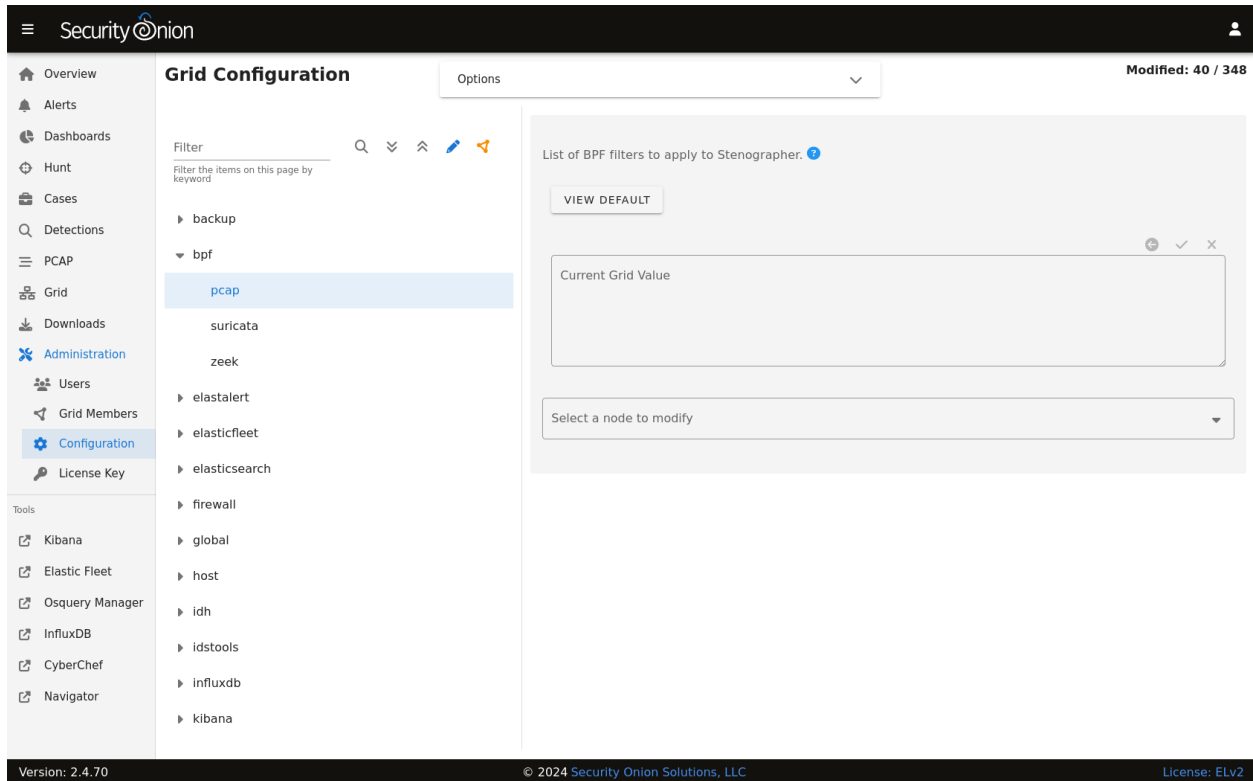 Security Onion
Overview
Alerts
Dashboards
Hunt
Cases
Detections
PCAP
Grid
Downloads
Administration
Users
Grid Members
Configuration
License Key
Tools
Kibana
Elastic Fleet
Osquery Manager
InfluxDB
CyberChef
Navigator
Grid Configuration
Options
Modified: 40 / 348
Filter
Filter the items on this page by
keyword
backup
bpf
pcap
suricata
zeek
elastalert
elasticfleet
elasticsearch
firewall
global
host
idh
idstools
influxdb
kibana
List of BPF filters to apply to Stenographer. ?
VIEW DEFAULT
Current Grid Value
Select a node to modify
Version: 2.4.70
© 2024 Security Onion Solutions, LLC
License: ELv2